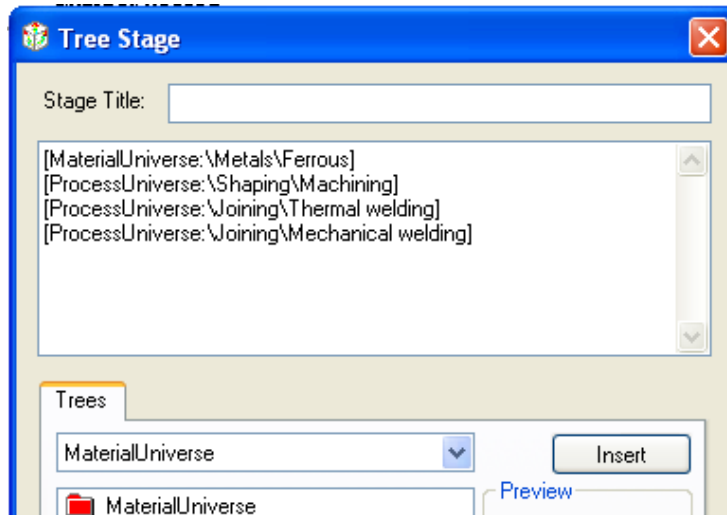 Tree Stage
Stage Title:
[MaterialUniverse:\Metals\Ferrous]
[ProcessUniverse:\Shaping\Machining]
[ProcessUniverse:\Joining\Thermal welding]
[ProcessUniverse:\Joining\Mechanical welding]
Trees
MaterialUniverse
Insert
MaterialUniverse
Preview